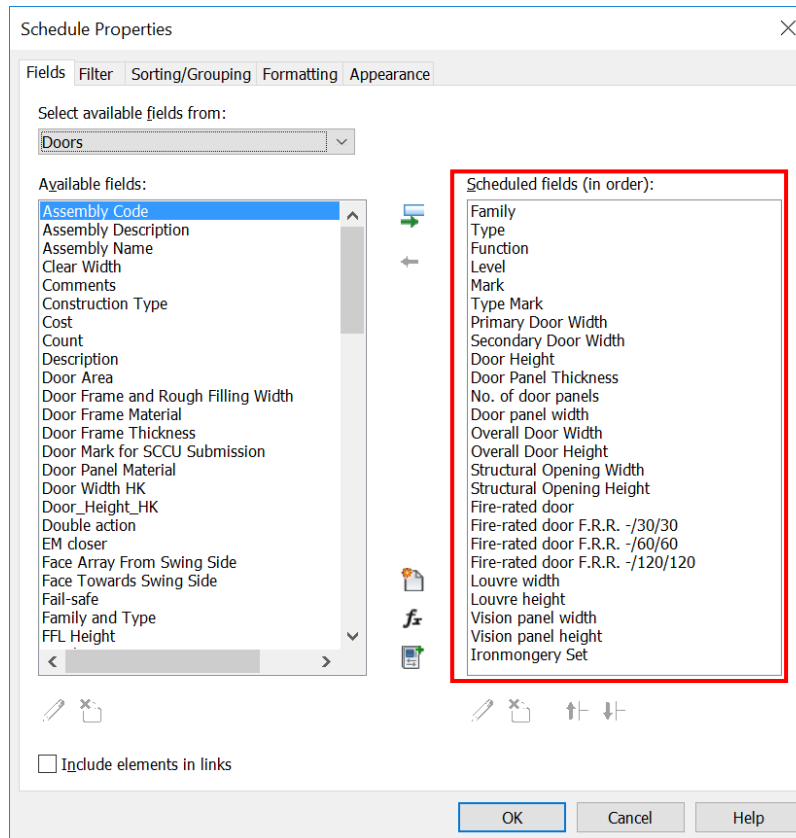 Schedule Properties
Fields Filter Sorting/Grouping Formatting Appearance
Select available fields from:
Doors
Available fields:
Assembly Code
Assembly Description
Assembly Name
Clear Width
Comments
Construction Type
Cost
Count
Description
Door Area
Door Frame and Rough Filling Width
Door Frame Material
Door Frame Thickness
Door Mark for SCCU Submission
Door Panel Material
Door Width HK
Door_Height_HK
Double action
EM closer
Face Array From Swing Side
Face Towards Swing Side
Fail-safe
Family and Type
FFL Height
fx
Scheduled fields (in order):
Family
Type
Function
Level
Mark
Type Mark
Primary Door Width
Secondary Door Width
Door Height
Door Panel Thickness
No. of door panels
Door panel width
Overall Door Width
Overall Door Height
Structural Opening Width
Structural Opening Height
Fire-rated door
Fire-rated door F.R.R. -/30/30
Fire-rated door F.R.R. -/60/60
Fire-rated door F.R.R. -/120/120
Louvre width
Louvre height
Vision panel width
Vision panel height
Ironmongery Set
Include elements in links
OK Cancel Help